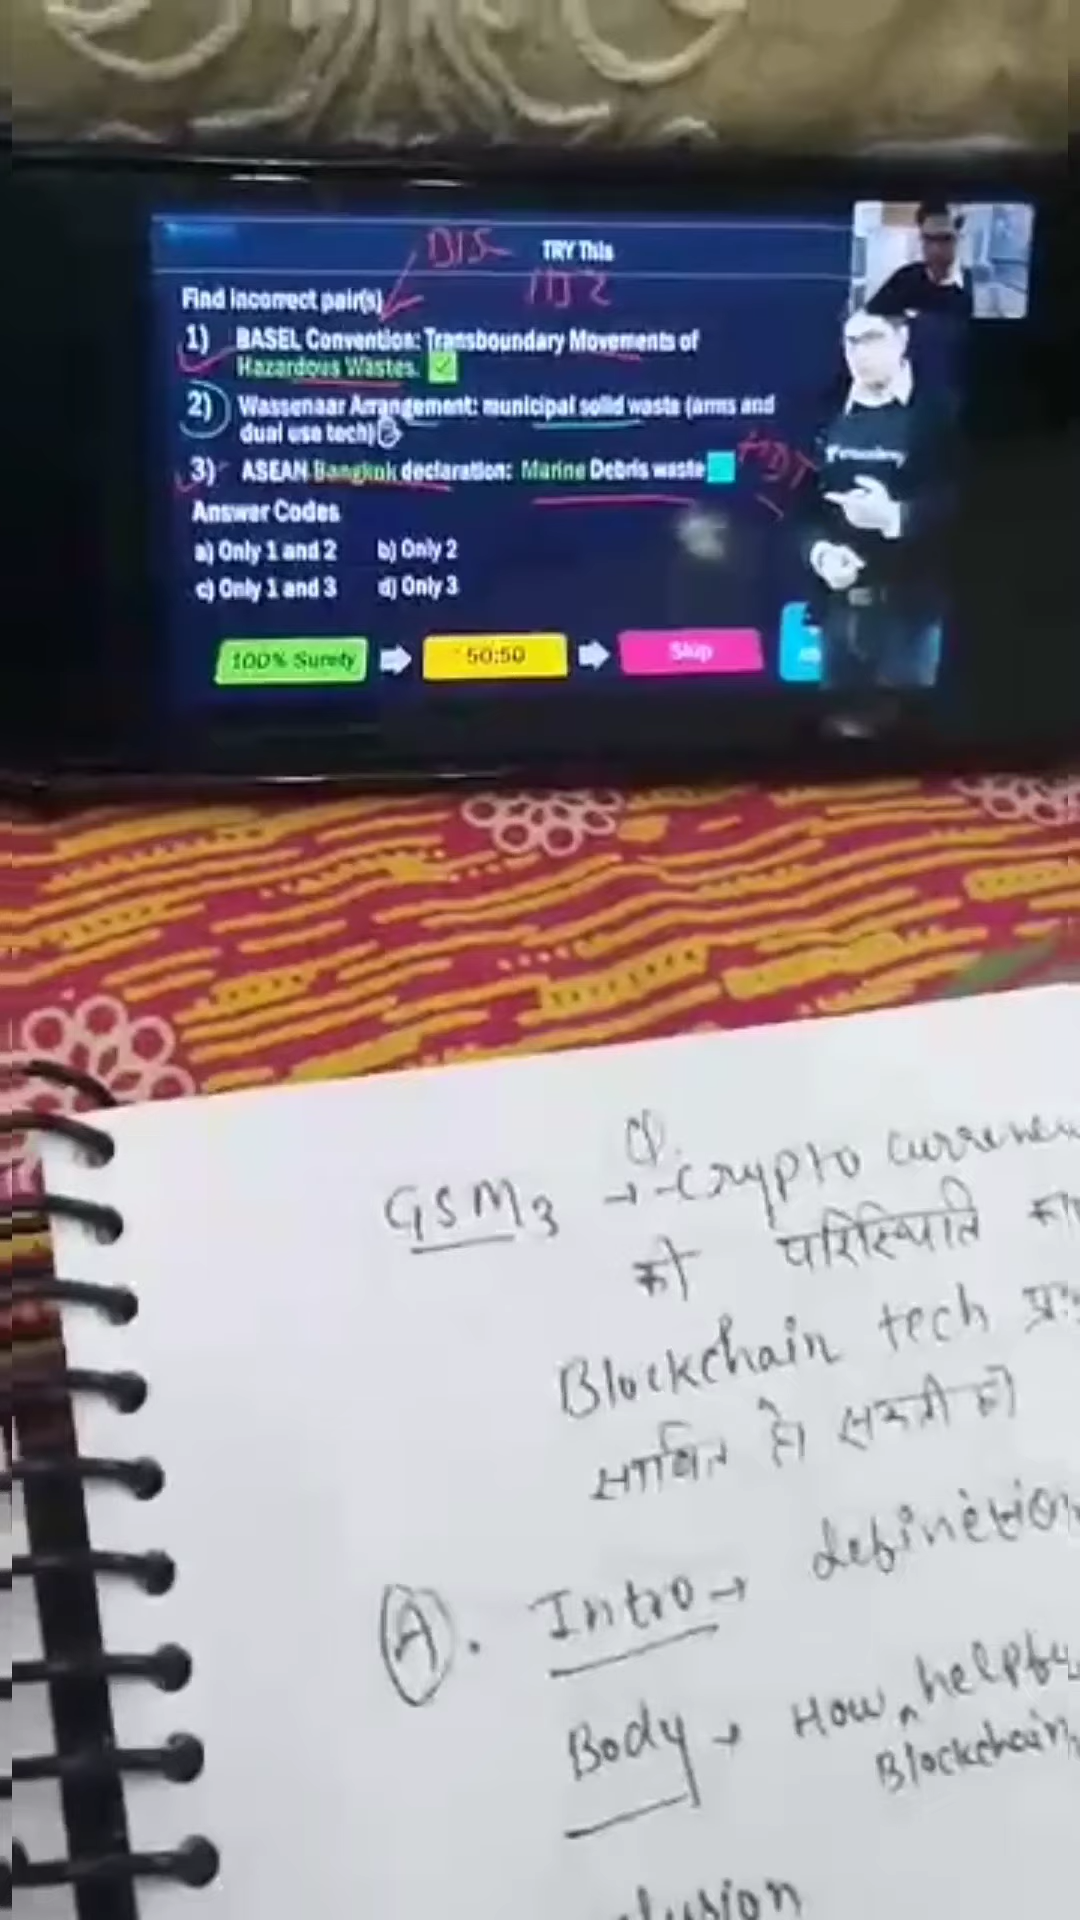 TRY This
Find incorrect pair(s)
1) BASEL Convention: Transboundary Movements of
Hazardous Wastes.
2) Wassenaar Arrangement: municipal solid waste (arms and
dual use tech)
3) ASEAN Bangkok declaration: Marine Debris waste
Answer Codes
a) Only 1 and 2 b) Only 2
c) Only 1 and 3 d) Only 3
100% Surety 50:50 Skip
Q.
GSM3 → Crypto
की परिस्थिति
Blockchain tech
साबित हो सकती हो
A. Intro →
Body → How helpful
Blockchain